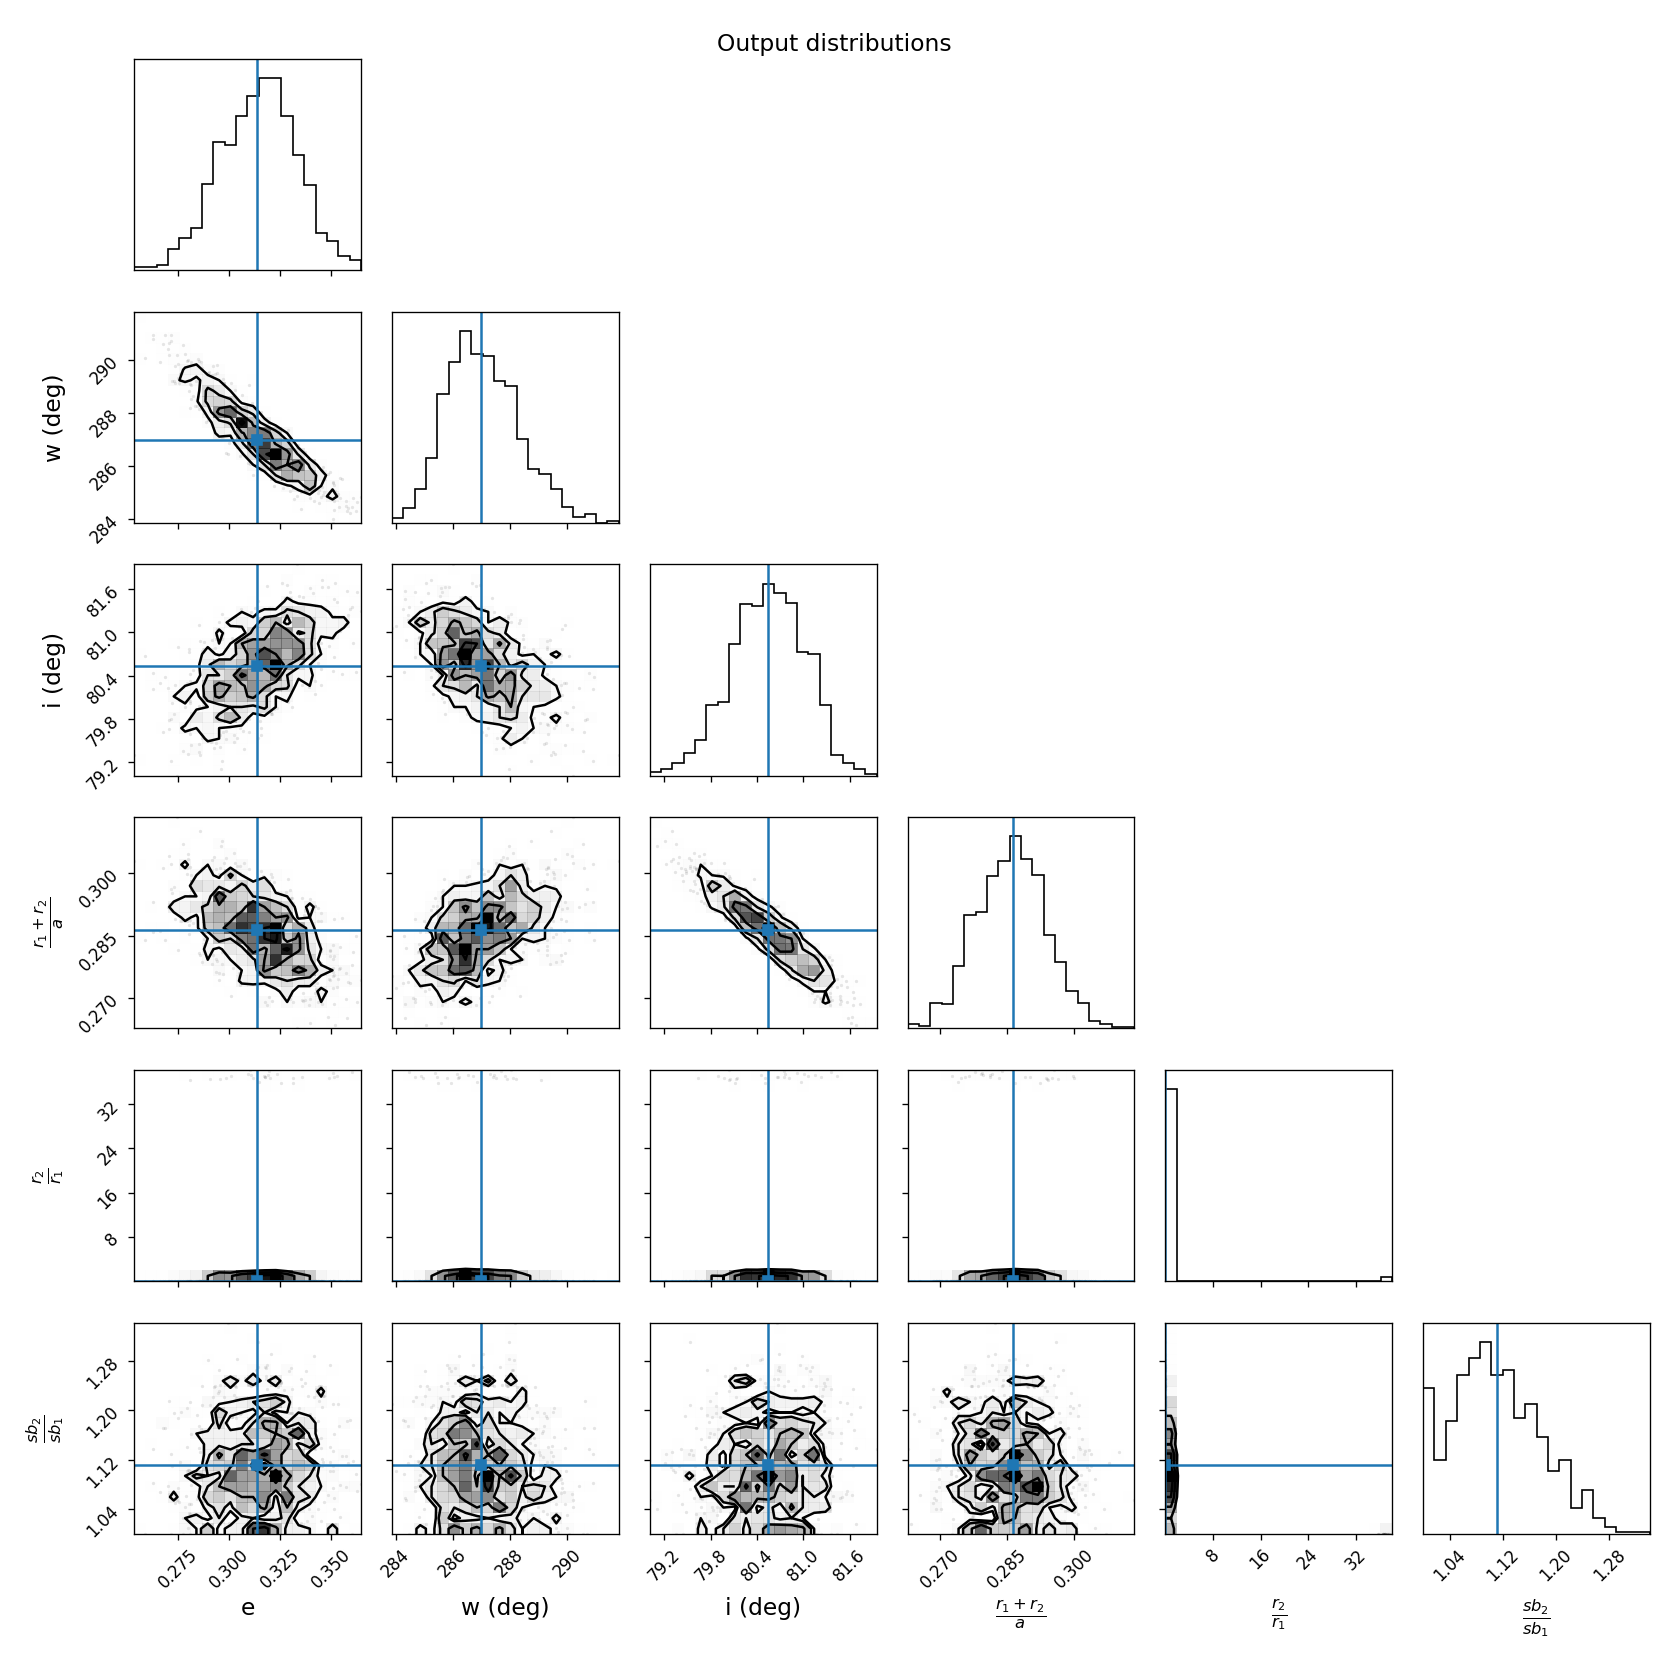 Output distributions
w (deg)
290
288
286
284
i (deg)
81.6
81.0
80.4
79.8
79.2
r₁ + r₂
a
0.300
0.285
0.270
r₂
r₁
32
24
16
8
sb₂
sb₁
1.28
1.20
1.12
1.04
0.275 0.300 0.325 0.350 284 286 288 290 79.2 79.8 80.4 81.0 81.6 0.270 0.285 0.300 8 16 24 32 1.04 1.12 1.20 1.28
e w (deg) i (deg) r₁ + r₂ r₂ sb₂
a r₁ sb₁